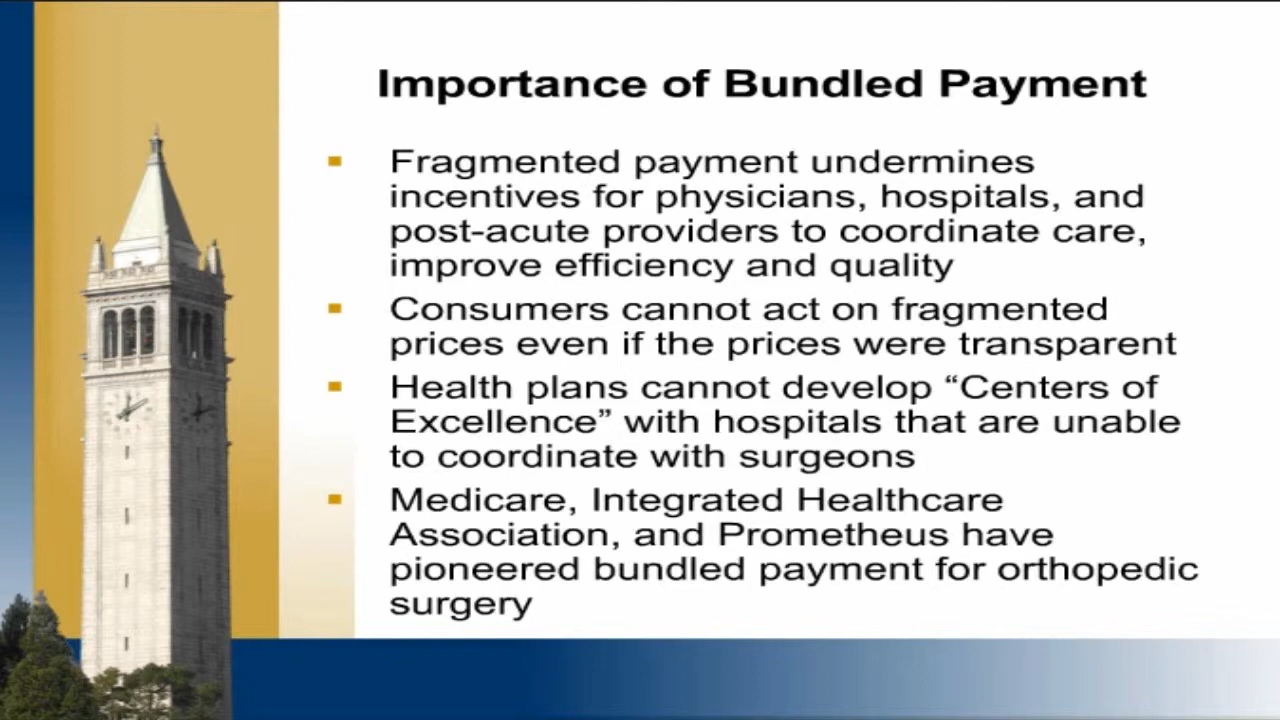 Importance of Bundled Payment
Fragmented payment undermines
incentives for physicians, hospitals, and
post-acute providers to coordinate care,
improve efficiency and quality
Consumers cannot act on fragmented
prices even if the prices were transparent
Health plans cannot develop “Centers of
Excellence” with hospitals that are unable
to coordinate with surgeons
Medicare, Integrated Healthcare
Association, and Prometheus have
pioneered bundled payment for orthopedic
surgery